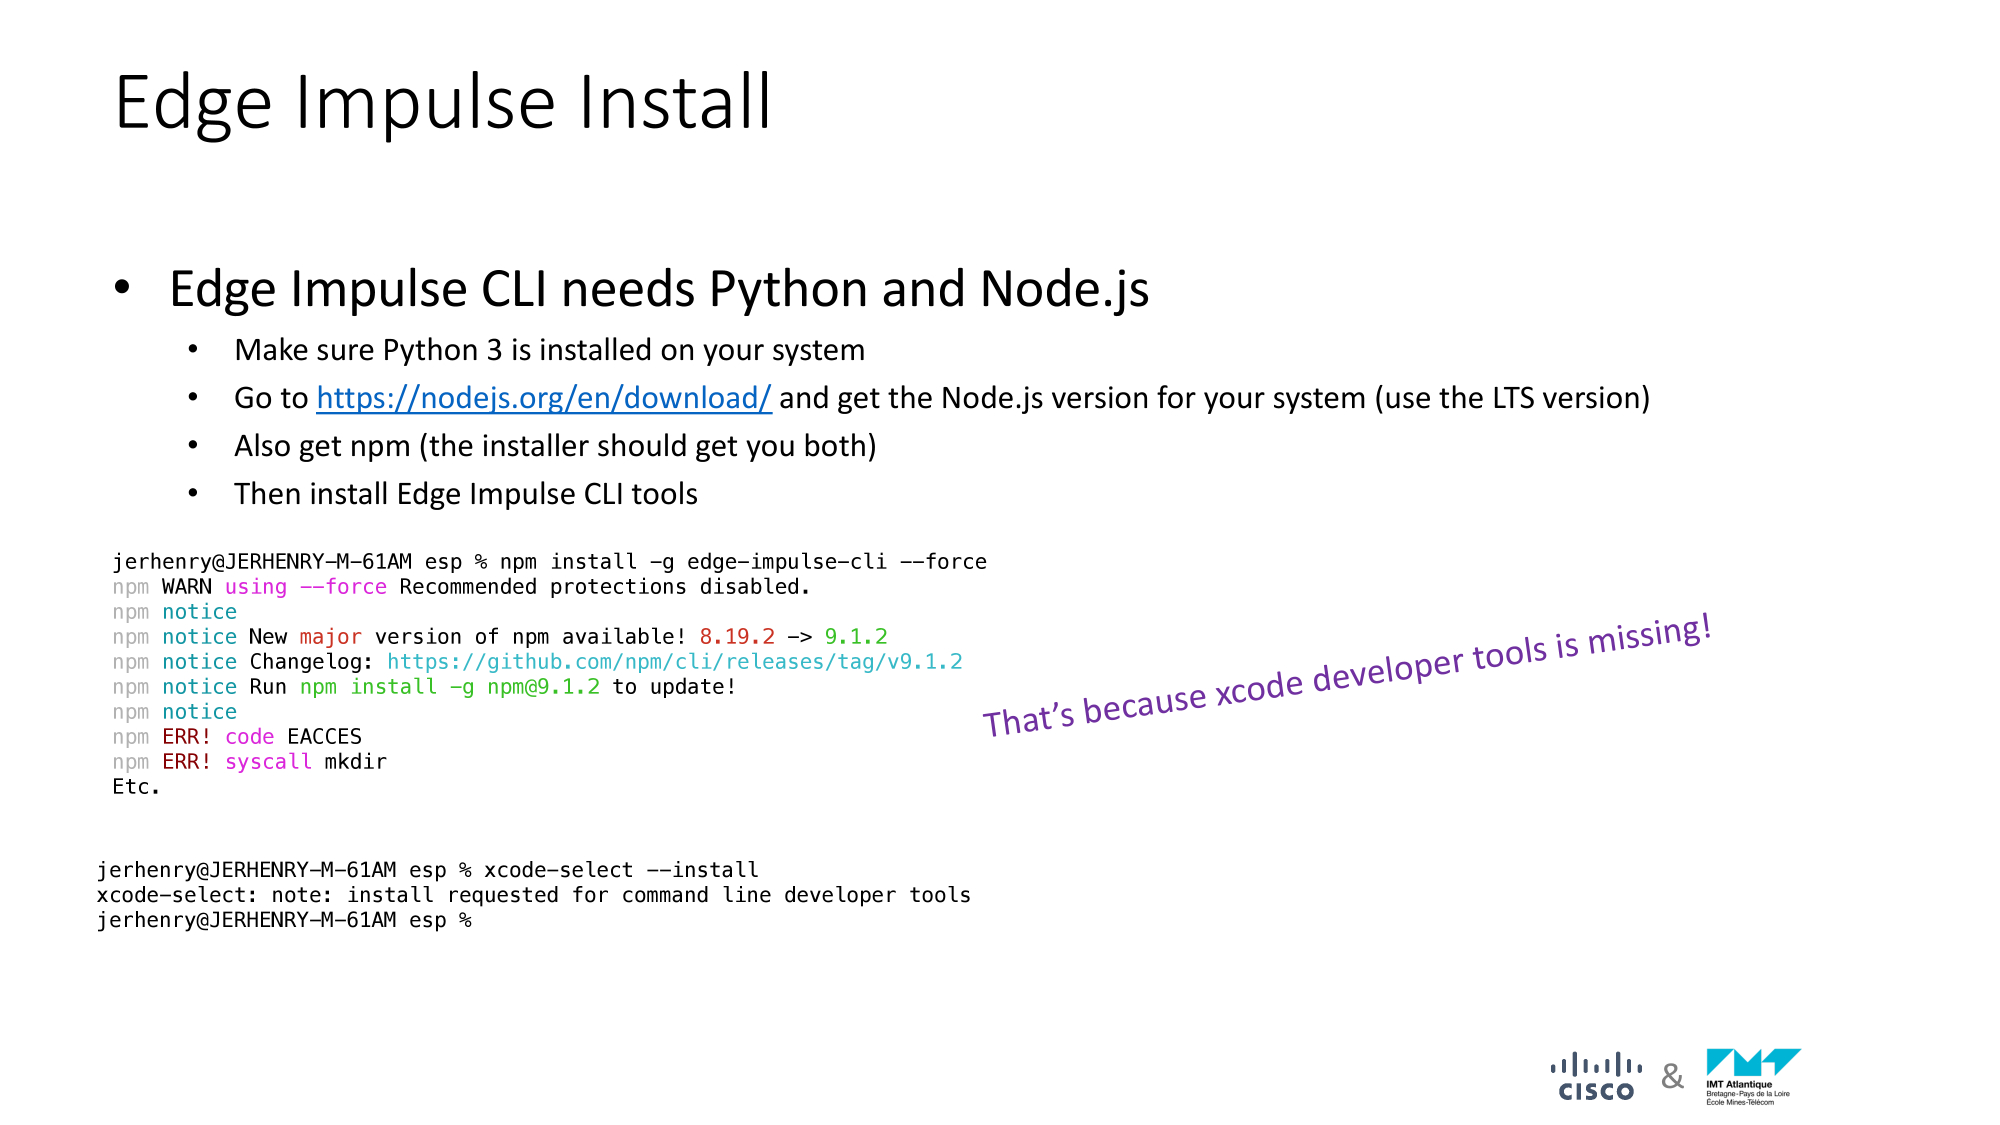 Edge Impulse Install
• Edge Impulse CLI needs Python and Node.js
• Make sure Python 3 is installed on your system
• Go to https://nodejs.org/en/download/ and get the Node.js version for your system (use the LTS version)
• Also get npm (the installer should get you both)
• Then install Edge Impulse CLI tools
jerhenry@JERHENRY-M-61AM esp % npm install -g edge-impulse-cli --force
npm WARN using --force Recommended protections disabled.
npm notice
npm notice New major version of npm available! 8.19.2 -> 9.1.2
npm notice Changelog: https://github.com/npm/cli/releases/tag/v9.1.2
npm notice Run npm install -g npm@9.1.2 to update!
npm notice
npm ERR! code EACCES
npm ERR! syscall mkdir
Etc.
That’s because xcode developer tools is missing!
jerhenry@JERHENRY-M-61AM esp % xcode-select --install
xcode-select: note: install requested for command line developer tools
jerhenry@JERHENRY-M-61AM esp %
CISCO & IMT Atlantique
Bretagne-Pays de la Loire
École Mines-Télécom